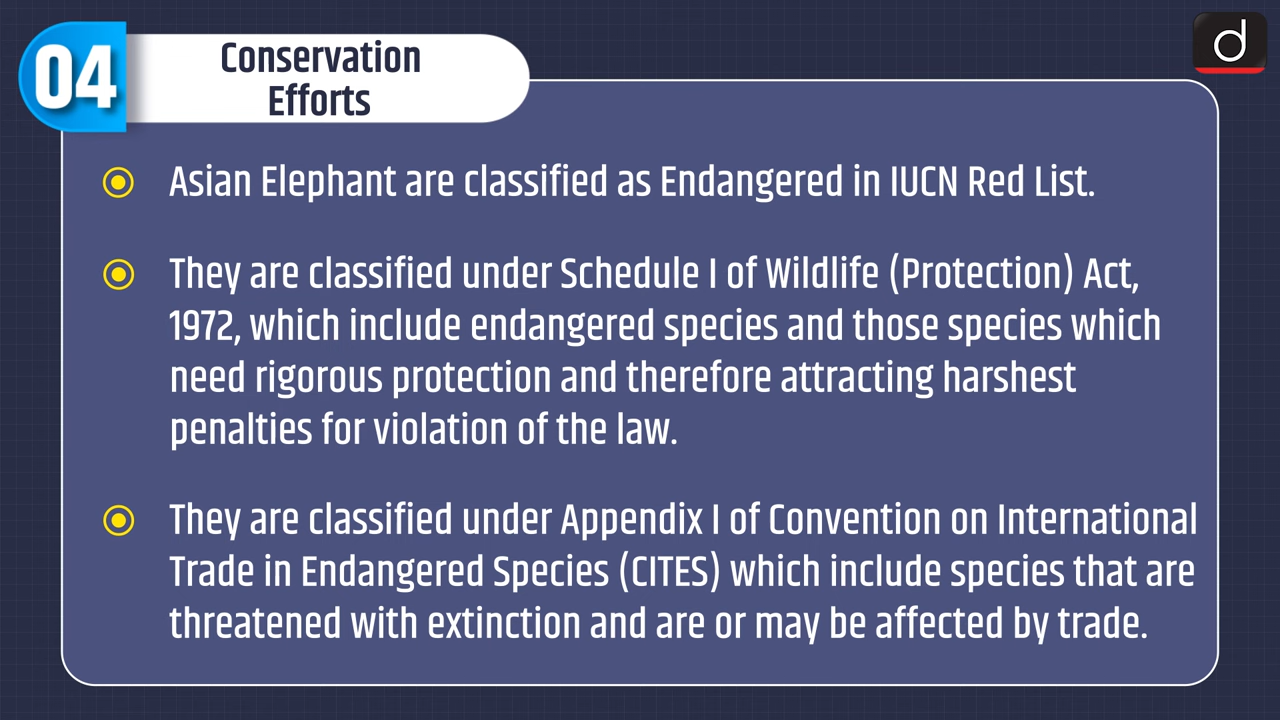 04
Conservation
Efforts
d
Asian Elephant are classified as Endangered in IUCN Red List.
They are classified under Schedule I of Wildlife (Protection) Act,
1972, which include endangered species and those species which
need rigorous protection and therefore attracting harshest
penalties for violation of the law.
They are classified under Appendix I of Convention on International
Trade in Endangered Species (CITES) which include species that are
threatened with extinction and are or may be affected by trade.